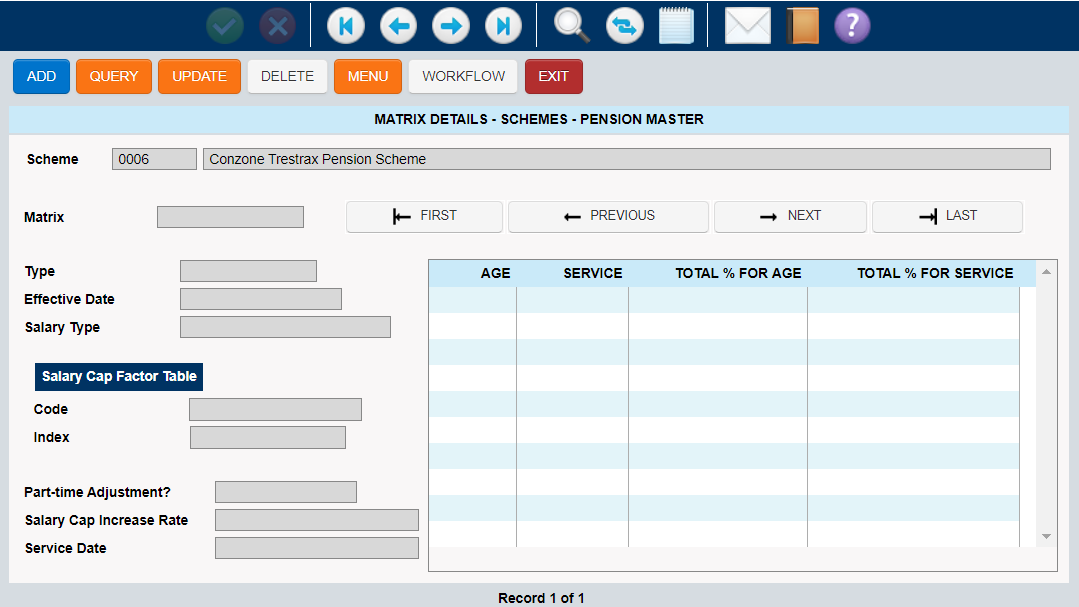 ?
ADD QUERY UPDATE DELETE MENU WORKFLOW EXIT
MATRIX DETAILS - SCHEMES - PENSION MASTER
Scheme 0006 Conzone Trestrax Pension Scheme
Matrix FIRST PREVIOUS NEXT LAST
Type
AGE SERVICE TOTAL % FOR AGE TOTAL % FOR SERVICE
Effective Date
Salary Type
Salary Cap Factor Table
Code
Index
Part-time Adjustment?
Salary Cap Increase Rate
Service Date
Record 1 of 1